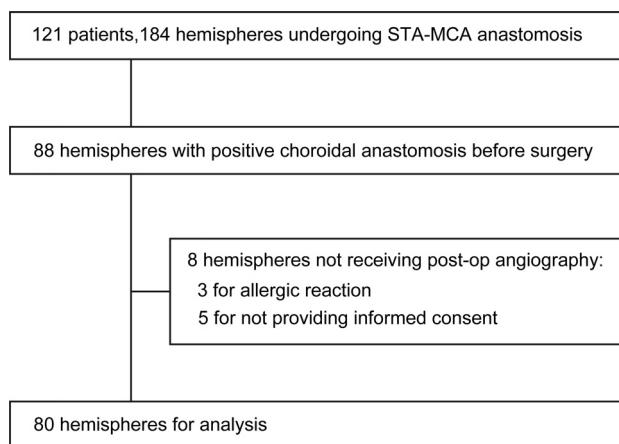 121 patients,184 hemispheres undergoing STA-MCA anastomosis
88 hemispheres with positive choroidal anastomosis before surgery
8 hemispheres not receiving post-op angiography:
3 for allergic reaction
5 for not providing informed consent
80 hemispheres for analysis